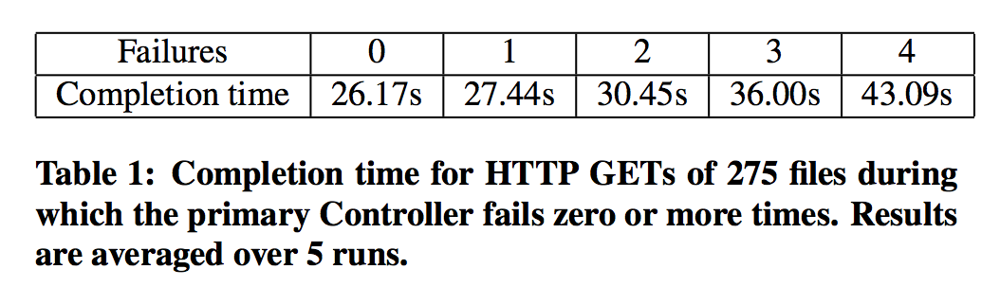 Failures 0 1 2 3 4
Completion time 26.17s 27.44s 30.45s 36.00s 43.09s
Table 1: Completion time for HTTP GETs of 275 files during
which the primary Controller fails zero or more times. Results
are averaged over 5 runs.